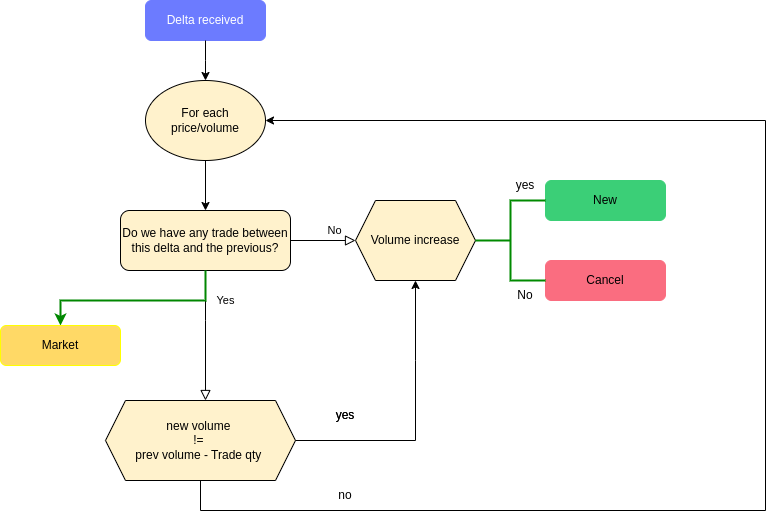 Delta received
For each
price/volume
Do we have any trade between
this delta and the previous?
No
Volume increase
yes
New
No
Cancel
Yes
Market
new volume
!=
prev volume - Trade qty
yes
no